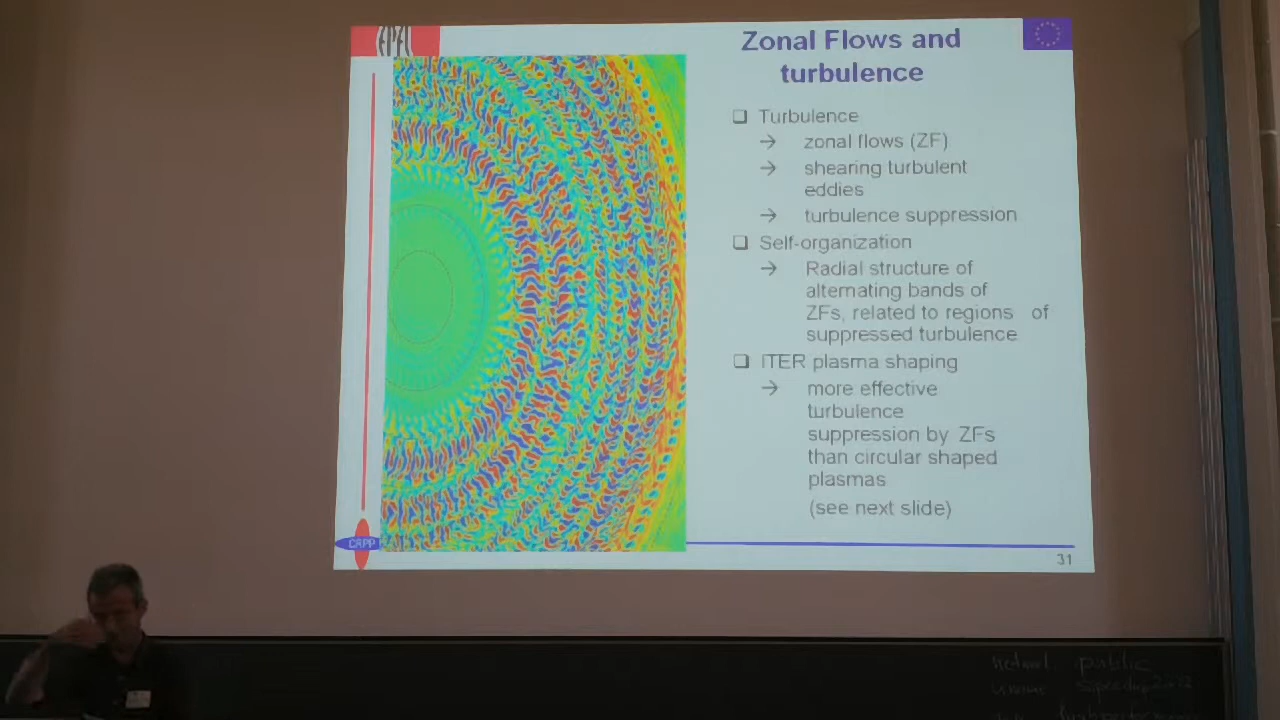 EPFL
Zonal Flows and
turbulence
❑ Turbulence
→ zonal flows (ZF)
→ shearing turbulent
eddies
→ turbulence suppression
❑ Self-organization
→ Radial structure of
alternating bands of
ZFs, related to regions of
suppressed turbulence
❑ ITER plasma shaping
→ more effective
turbulence
suppression by ZFs
than circular shaped
plasmas
(see next slide)
CRPP
31
public